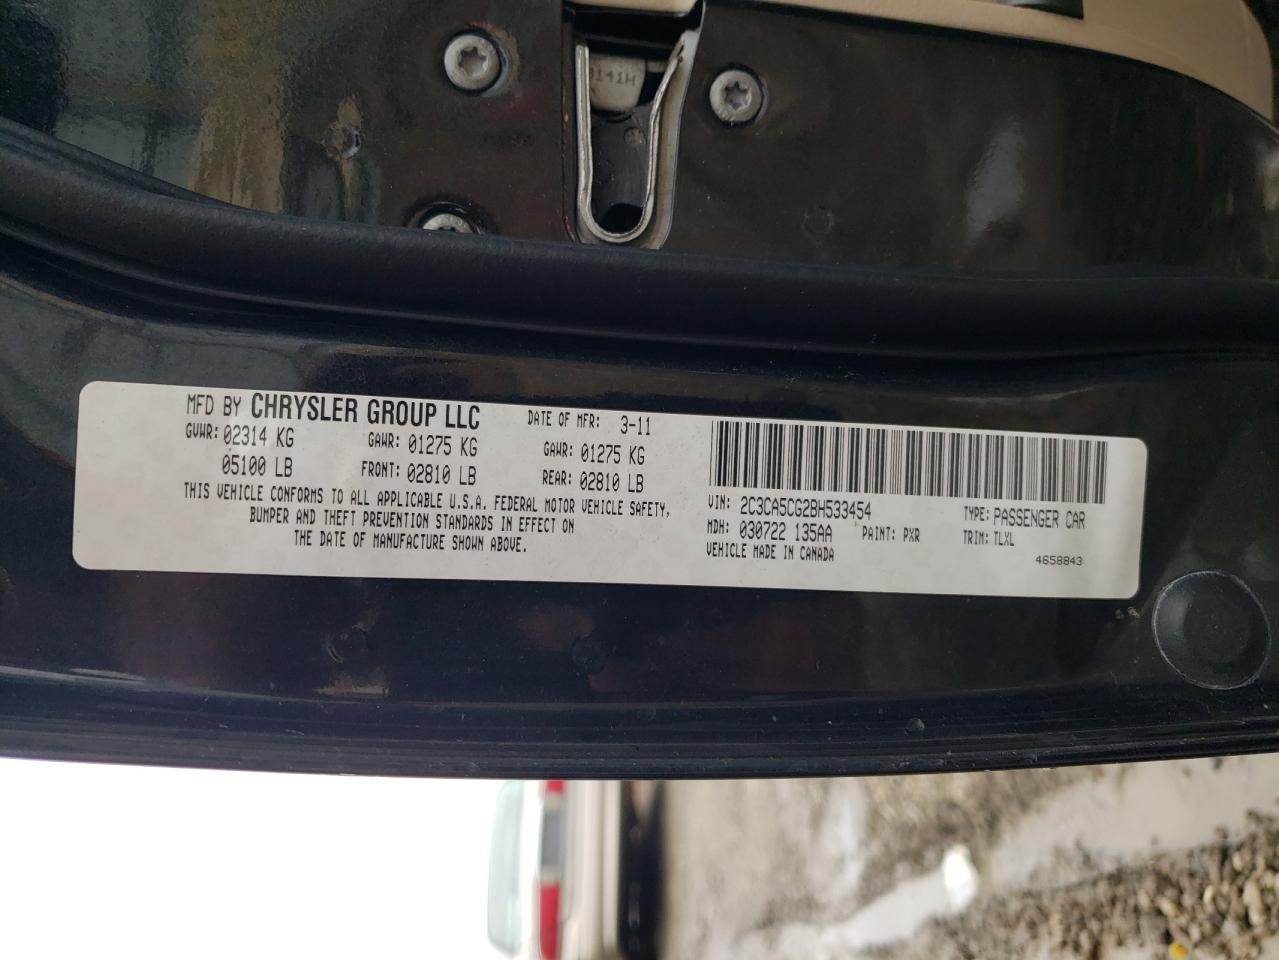 141H
MFD BY CHRYSLER GROUP LLC DATE OF MFR: 3-11
GVWR: 02314 KG GAWR: 01275 KG GAWR: 01275 KG
05100 LB FRONT: 02810 LB REAR: 02810 LB
THIS VEHICLE CONFORMS TO ALL APPLICABLE U.S.A. FEDERAL MOTOR VEHICLE SAFETY,
BUMPER AND THEFT PREVENTION STANDARDS IN EFFECT ON
THE DATE OF MANUFACTURE SHOWN ABOVE.
VIN: 2C3CA5CG2BH533454 TYPE: PASSENGER CAR
MDH: 030722 135AA PAINT: PXR TRIM: TLXL
VEHICLE MADE IN CANADA 4658843